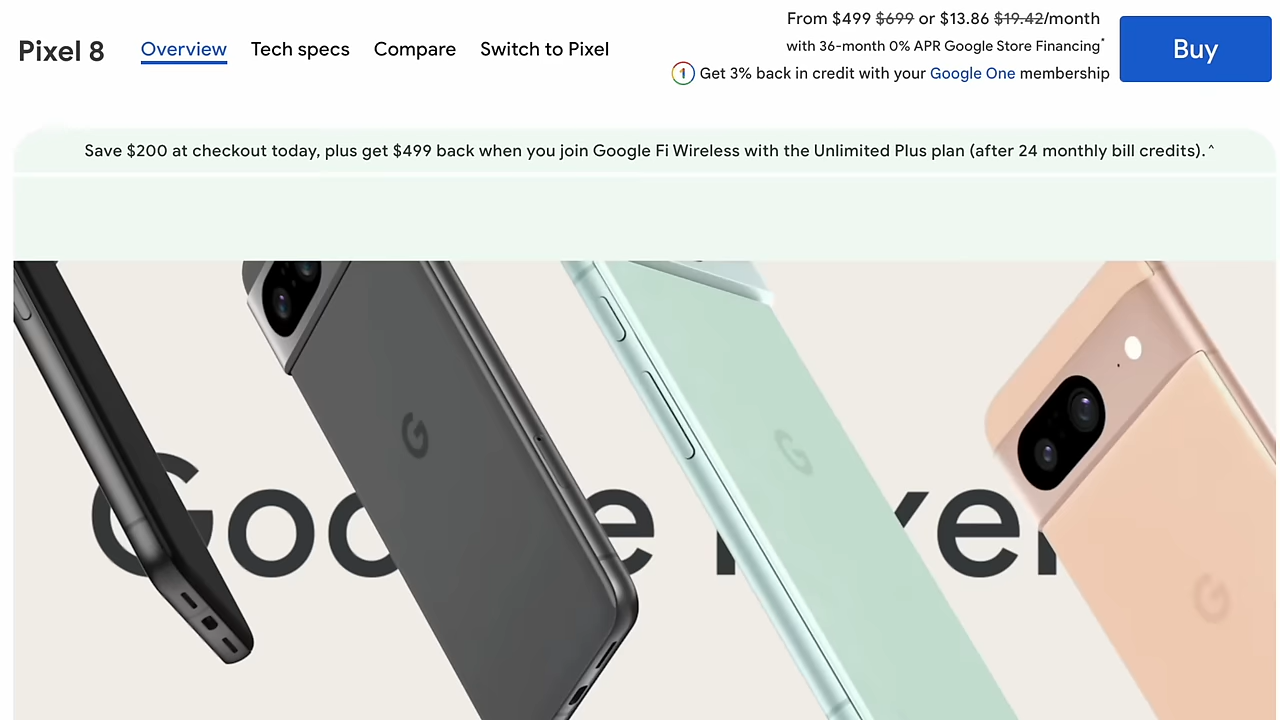 Pixel 8
Overview
Tech specs
Compare
Switch to Pixel
From $499 $699 or $13.86 $19.42/month
with 36-month 0% APR Google Store Financing*
Get 3% back in credit with your Google One membership
Buy
Save $200 at checkout today, plus get $499 back when you join Google Fi Wireless with the Unlimited Plus plan (after 24 monthly bill credits).^